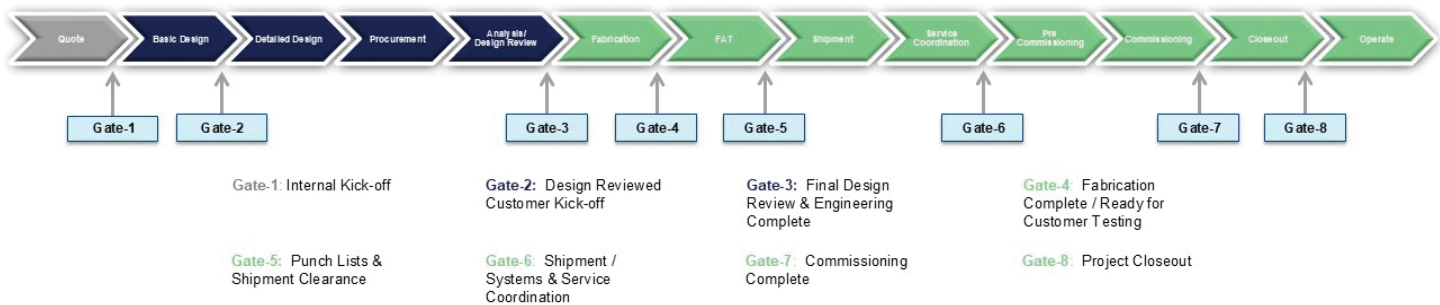 Quote
Basic Design
Detailed Design
Procurement
Analysis/
Design Review
Fabrication
FAT
Shipment
Service
Coordination
Pre
Commissioning
Commissioning
Closeout
Operate
Gate-1
Gate-2
Gate-3
Gate-4
Gate-5
Gate-6
Gate-7
Gate-8
Gate-1: Internal Kick-off
Gate-2: Design Reviewed
Customer Kick-off
Gate-3: Final Design
Review & Engineering
Complete
Gate-4: Fabrication
Complete / Ready for
Customer Testing
Gate-5: Punch Lists &
Shipment Clearance
Gate-6: Shipment /
Systems & Service
Coordination
Gate-7: Commissioning
Complete
Gate-8: Project Closeout